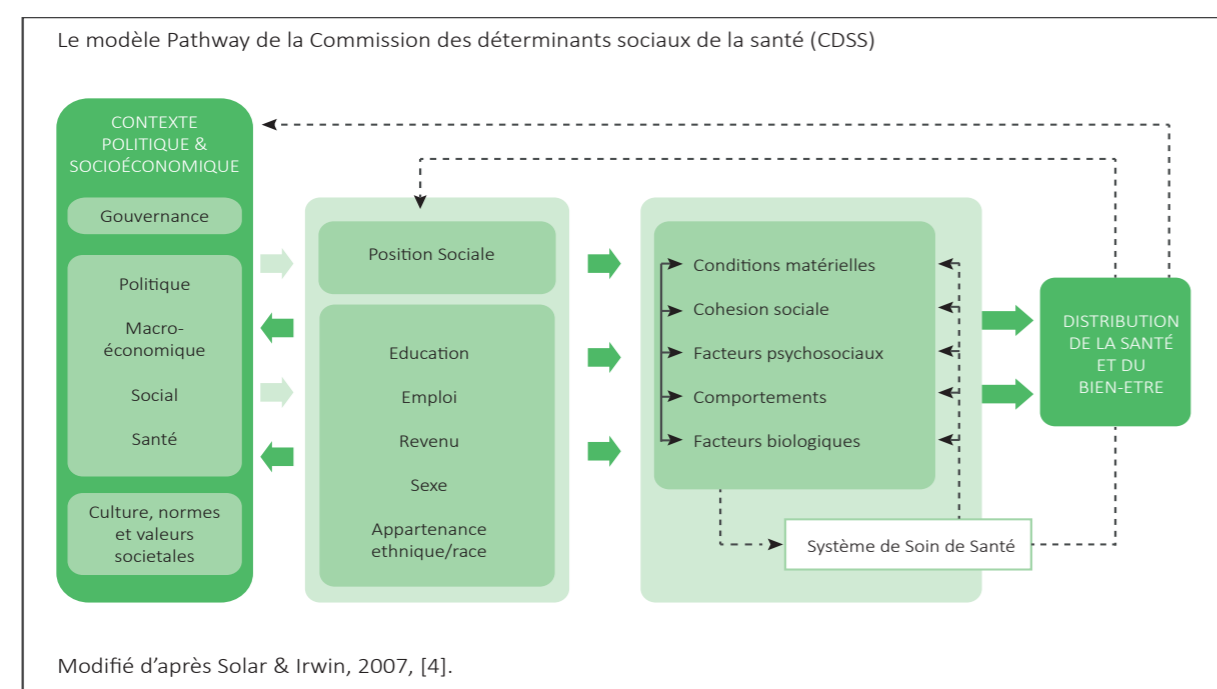 Le modèle Pathway de la Commission des déterminants sociaux de la santé (CDSS)
CONTEXTE
POLITIQUE &
SOCIOÉCONOMIQUE
Gouvernance
Politique
Macro-
économique
Social
Santé
Culture, normes
et valeurs
societales
Position Sociale
Education
Emploi
Revenu
Sexe
Appartenance
ethnique/race
Conditions matérielles
Cohesion sociale
Facteurs psychosociaux
Comportements
Facteurs biologiques
Système de Soin de Santé
DISTRIBUTION
DE LA SANTÉ
ET DU
BIEN-ETRE
Modifié d’après Solar & Irwin, 2007, [4].